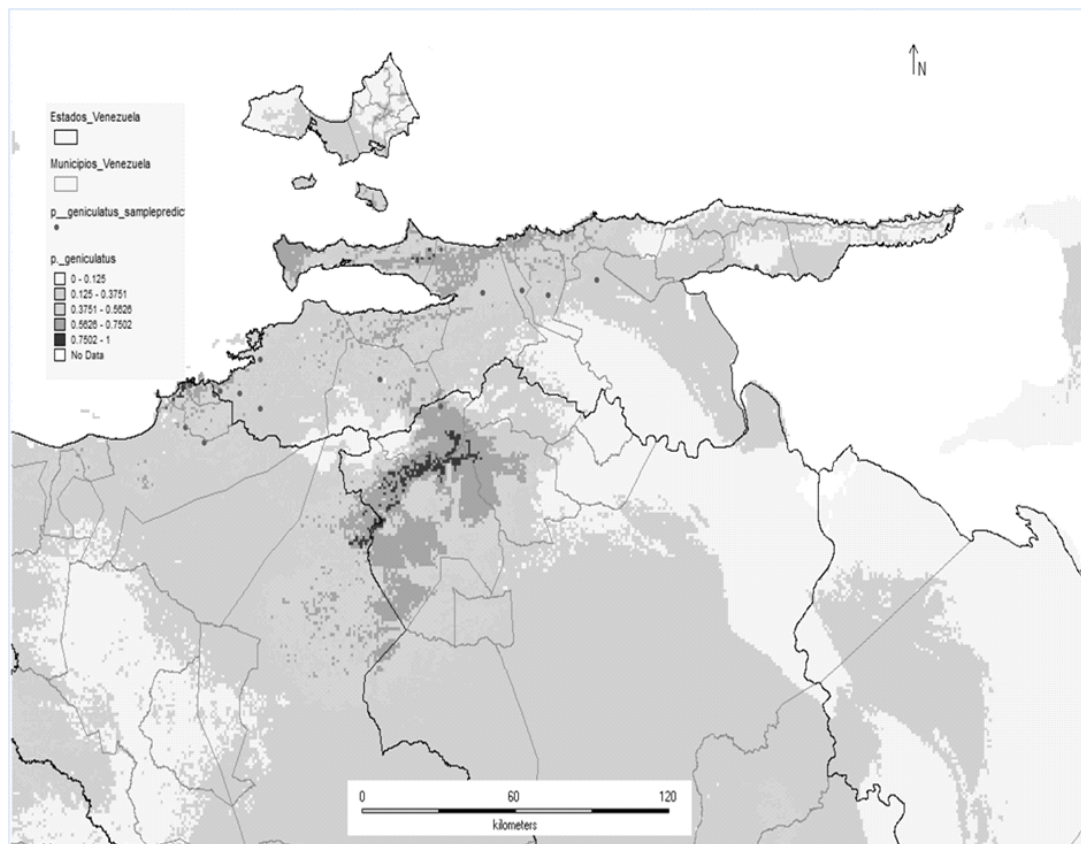 N
Estados_Venezuela
Municipios_Venezuela
p__geniculatus_samplepredict
p._geniculatus
0 - 0.125
0.125 - 0.3751
0.3751 - 0.5626
0.5626 - 0.7502
0.7502 - 1
No Data
0 60 120
kilometers